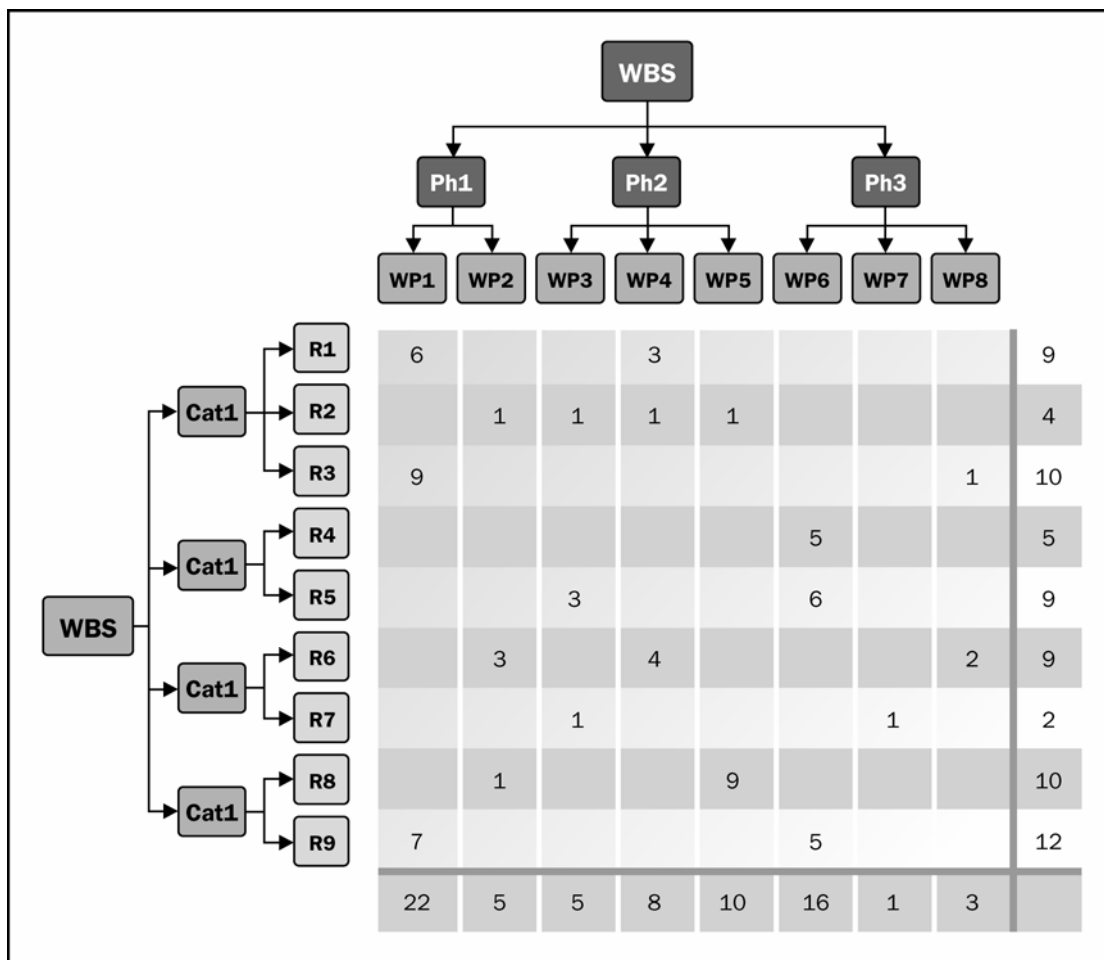 WBS
Ph1 Ph2 Ph3
WP1 WP2 WP3 WP4 WP5 WP6 WP7 WP8
R1 6 3 9
Cat1 R2 1 1 1 1 4
R3 9 1 10
R4 5 5
Cat1
R5 3 6 9
WBS
R6 3 4 2 9
Cat1
R7 1 1 2
R8 1 9 10
Cat1
R9 7 5 12
22 5 5 8 10 16 1 3